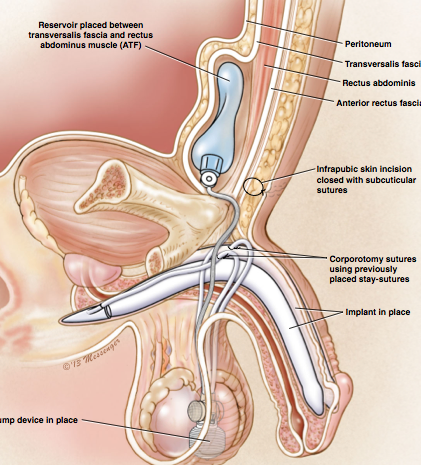 Reservoir placed between
transversalis fascia and rectus
abdominus muscle (ATF)
Peritoneum
Transversalis fasci
Rectus abdominis
Anterior rectus fascia
Infrapubic skin incision
closed with subcuticular
sutures
Corporotomy sutures
using previously
placed stay-sutures
Implant in place
©'15 Messenger
ump device in place